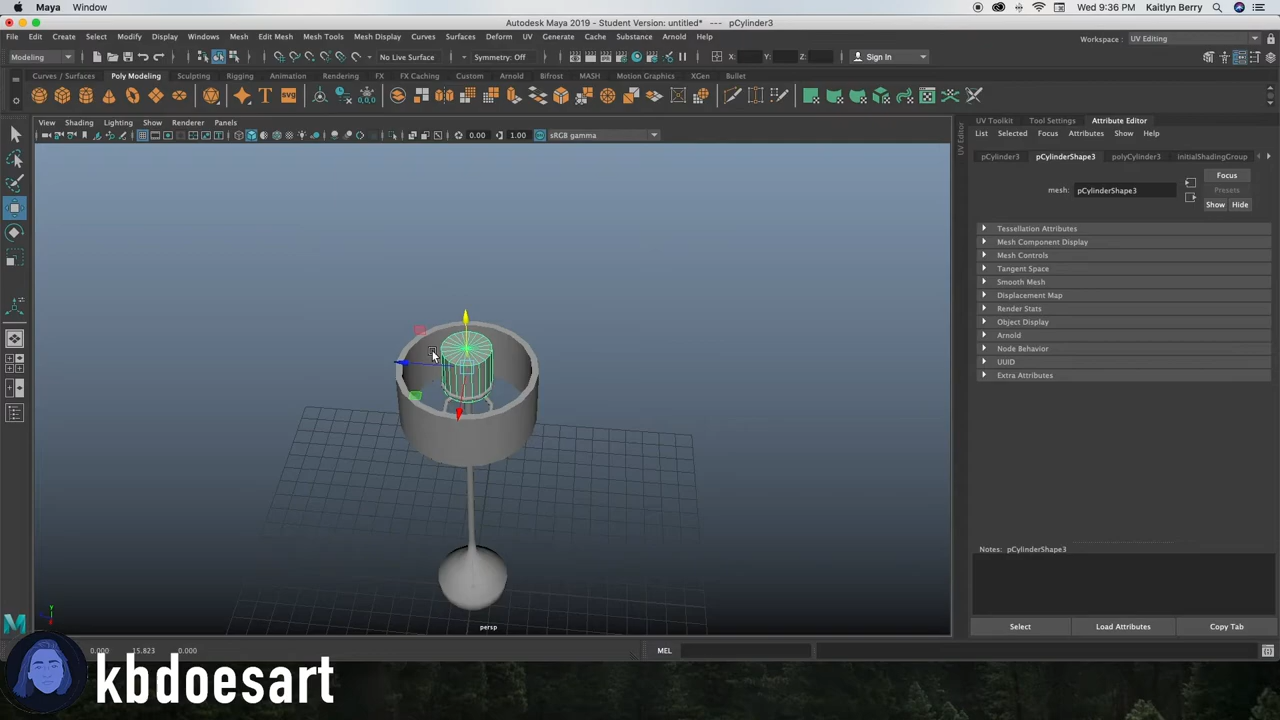 Maya Window Wed 9:36 PM Kaitlyn Berry
Autodesk Maya 2019 - Student Version: untitled* --- pCylinder3
File Edit Create Select Modify Display Windows Mesh Edit Mesh Mesh Tools Mesh Display Curves Surfaces Deform UV Generate Cache Substance Arnold Help Workspace : UV Editing
Modeling No Live Surface Symmetry: Off X: Y: Z: Sign In
Curves / Surfaces Poly Modeling Sculpting Rigging Animation Rendering FX FX Caching Custom Arnold Bifrost MASH Motion Graphics XGen Bullet
T SVG
View Shading Lighting Show Renderer Panels
0.00 1.00 sRGB gamma
persp
UV Editor
UV Toolkit Tool Settings Attribute Editor
List Selected Focus Attributes Show Help
pCylinder3 pCylinderShape3 polyCylinder3 initialShadingGroup
Focus
mesh: pCylinderShape3 Presets
Show Hide
Tessellation Attributes
Mesh Component Display
Mesh Controls
Tangent Space
Smooth Mesh
Displacement Map
Render Stats
Object Display
Arnold
Node Behavior
UUID
Extra Attributes
Notes: pCylinderShape3
Select Load Attributes Copy Tab
0.000 15.823 MEL
kbdoesart